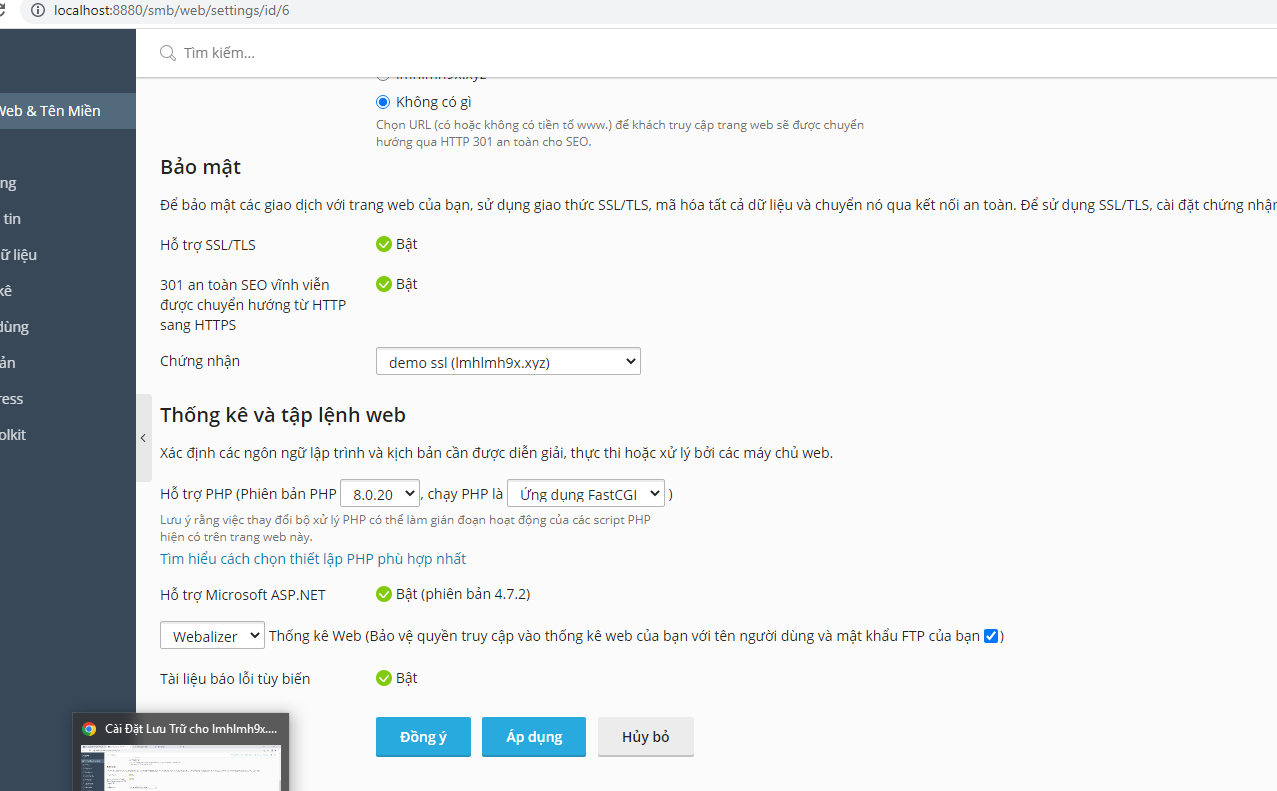 localhost:8880/smb/web/settings/id/6
Tìm kiếm...
Web & Tên Miền
ng
tin
ữ liệu
kê
dùng
ản
ress
olkit
lmhlmh9x.xyz
Không có gì
Chọn URL (có hoặc không có tiền tố www.) để khách truy cập trang web sẽ được chuyển
hướng qua HTTP 301 an toàn cho SEO.
Bảo mật
Để bảo mật các giao dịch với trang web của bạn, sử dụng giao thức SSL/TLS, mã hóa tất cả dữ liệu và chuyển nó qua kết nối an toàn. Để sử dụng SSL/TLS, cài đặt chứng nhận
Hỗ trợ SSL/TLS
Bật
301 an toàn SEO vĩnh viễn
được chuyển hướng từ HTTP
sang HTTPS
Bật
Chứng nhận
demo ssl (lmhlmh9x.xyz)
Thống kê và tập lệnh web
Xác định các ngôn ngữ lập trình và kịch bản cần được diễn giải, thực thi hoặc xử lý bởi các máy chủ web.
Hỗ trợ PHP (Phiên bản PHP 8.0.20 , chạy PHP là Ứng dụng FastCGI )
Lưu ý rằng việc thay đổi bộ xử lý PHP có thể làm gián đoạn hoạt động của các script PHP
hiện có trên trang web này.
Tìm hiểu cách chọn thiết lập PHP phù hợp nhất
Hỗ trợ Microsoft ASP.NET
Bật (phiên bản 4.7.2)
Webalizer Thống kê Web (Bảo vệ quyền truy cập vào thống kê web của bạn với tên người dùng và mật khẩu FTP của bạn )
Tài liệu báo lỗi tùy biến
Bật
Cài Đặt Lưu Trữ cho lmhlmh9x....
Đồng ý
Áp dụng
Hủy bỏ